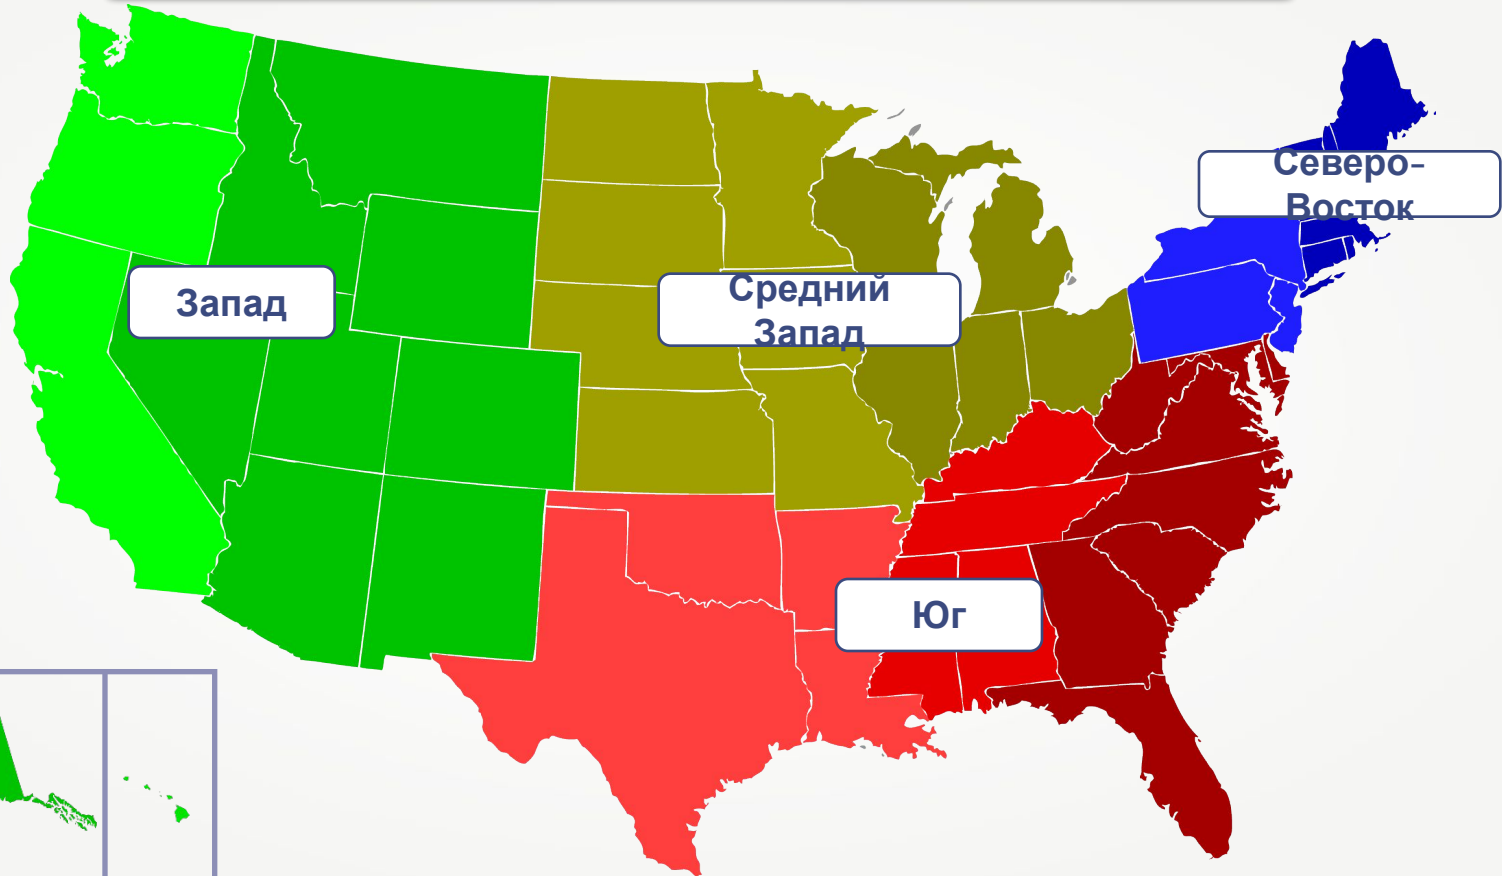 Северо-
Восток
Запад
Средний
Запад
Юг